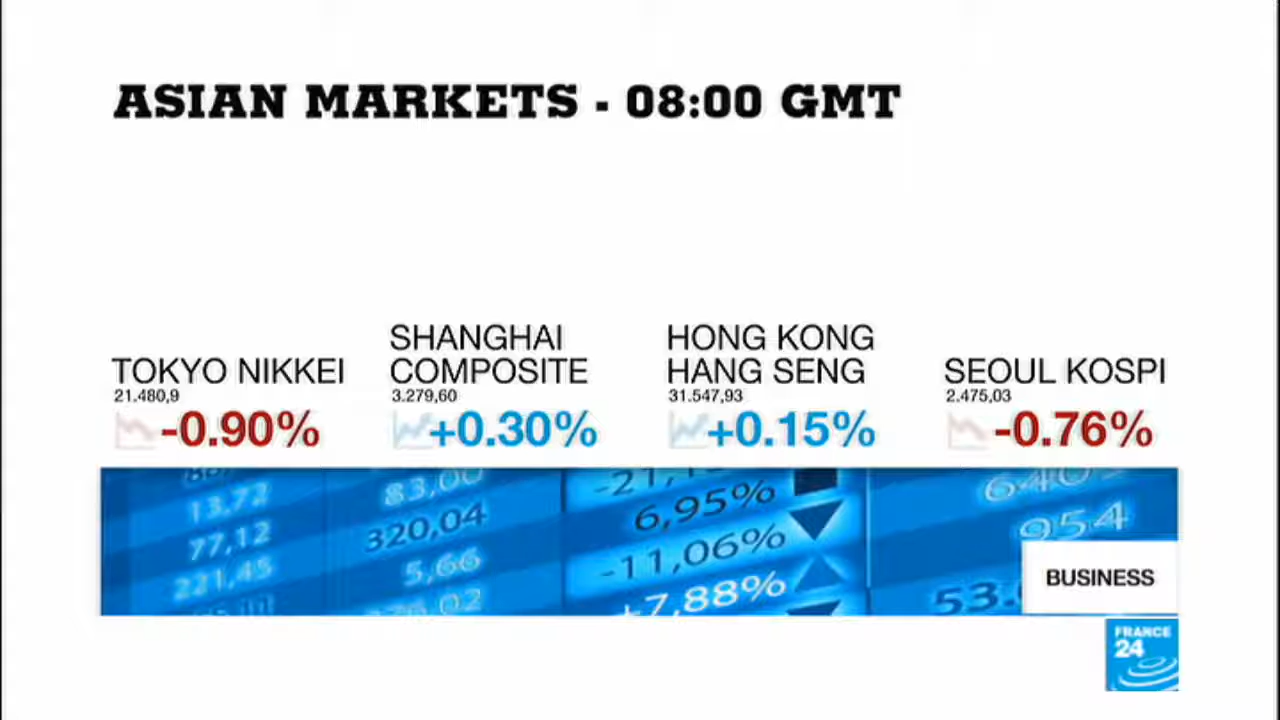 ASIAN MARKETS - 08:00 GMT
TOKYO NIKKEI
21.480,9
-0.90%
SHANGHAI
COMPOSITE
3.279,60
+0.30%
HONG KONG
HANG SENG
31.547,93
+0.15%
SEOUL KOSPI
2.475,03
-0.76%
13,72
83,00
6,95%
77,12
320,04
954
-11,06%
221,45
5,66
+7,88%
BUSINESS
FRANCE
24